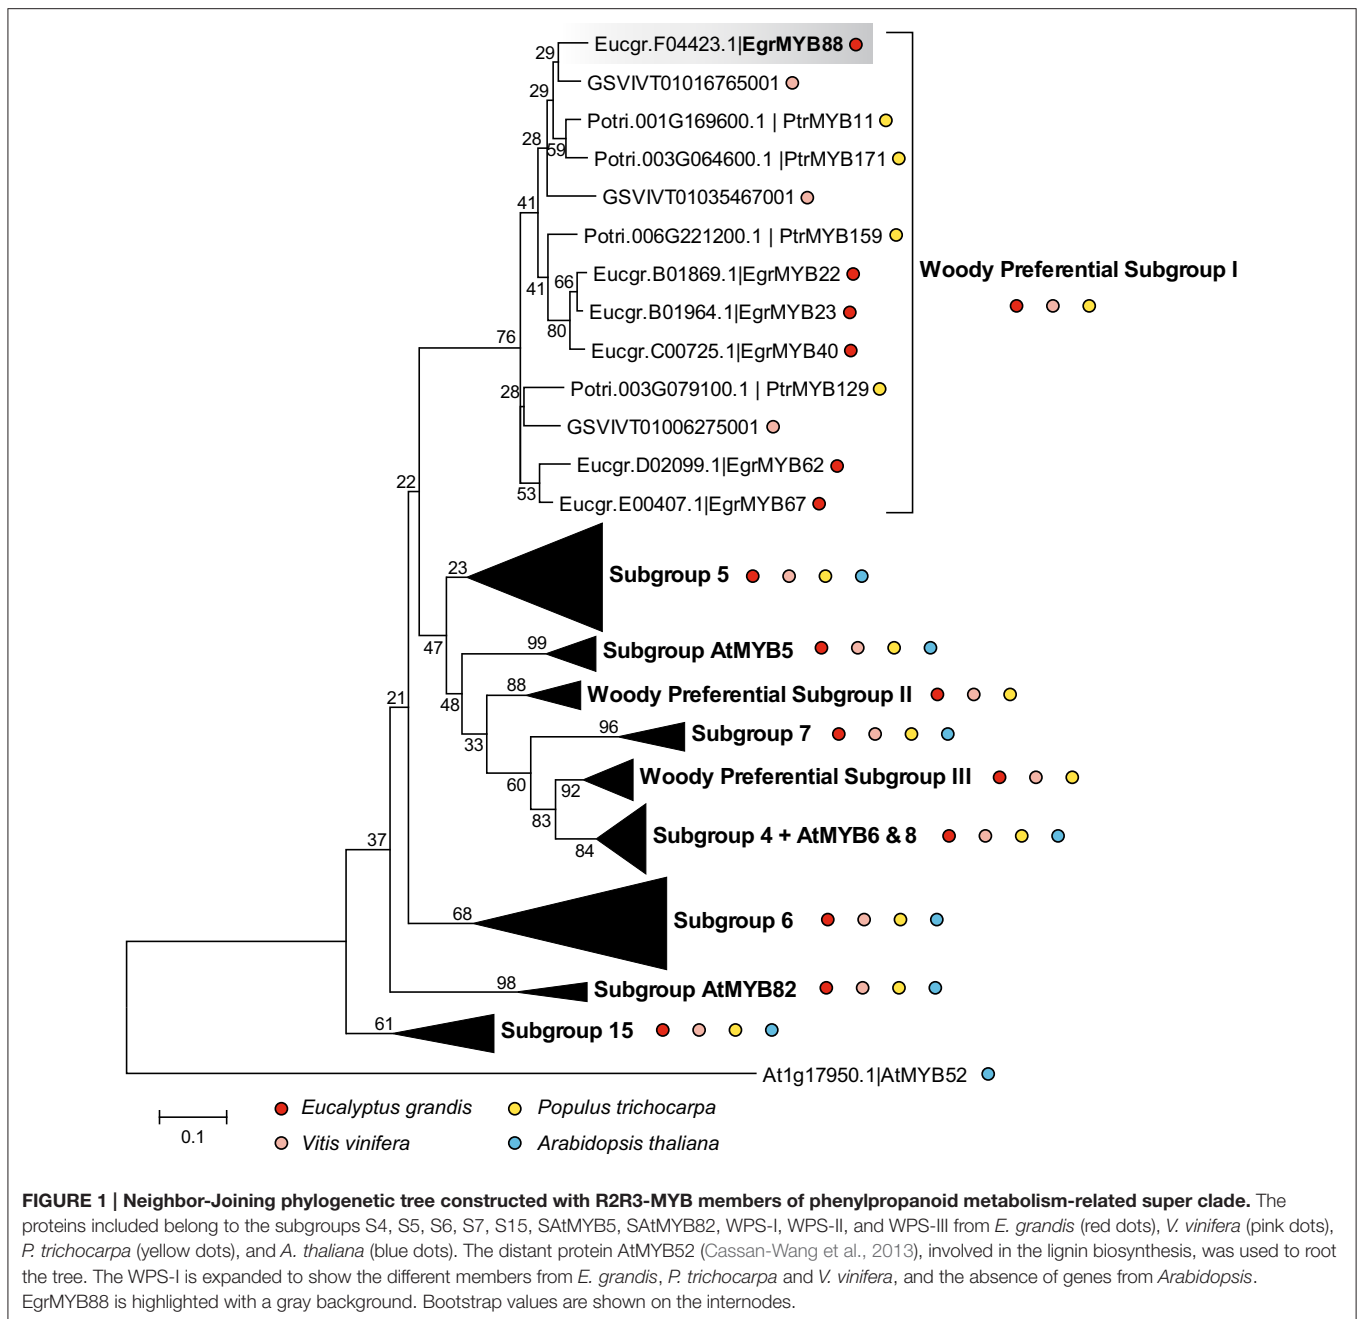 29
Eucgr.F04423.1|EgrMYB88
GSVIVT01016765001
29
Potri.001G169600.1 | PtrMYB11
28
59
Potri.003G064600.1 |PtrMYB171
GSVIVT01035467001
41
Potri.006G221200.1 | PtrMYB159
Woody Preferential Subgroup I
Eucgr.B01869.1|EgrMYB22
66
41
Eucgr.B01964.1|EgrMYB23
80
76
Eucgr.C00725.1|EgrMYB40
28
Potri.003G079100.1 | PtrMYB129
GSVIVT01006275001
Eucgr.D02099.1|EgrMYB62
22
53
Eucgr.E00407.1|EgrMYB67
23
Subgroup 5
47
99
Subgroup AtMYB5
88
Woody Preferential Subgroup II
21
48
96
Subgroup 7
33
60
92
Woody Preferential Subgroup III
83
37
84
Subgroup 4 + AtMYB6 & 8
68
Subgroup 6
98
Subgroup AtMYB82
61
Subgroup 15
At1g17950.1|AtMYB52
0.1
Eucalyptus grandis
Populus trichocarpa
Vitis vinifera
Arabidopsis thaliana
FIGURE 1 | Neighbor-Joining phylogenetic tree constructed with R2R3-MYB members of phenylpropanoid metabolism-related super clade. The
proteins included belong to the subgroups S4, S5, S6, S7, S15, SAtMYB5, SAtMYB82, WPS-I, WPS-II, and WPS-III from E. grandis (red dots), V. vinifera (pink dots),
P. trichocarpa (yellow dots), and A. thaliana (blue dots). The distant protein AtMYB52 (Cassan-Wang et al., 2013), involved in the lignin biosynthesis, was used to root
the tree. The WPS-I is expanded to show the different members from E. grandis, P. trichocarpa and V. vinifera, and the absence of genes from Arabidopsis.
EgrMYB88 is highlighted with a gray background. Bootstrap values are shown on the internodes.